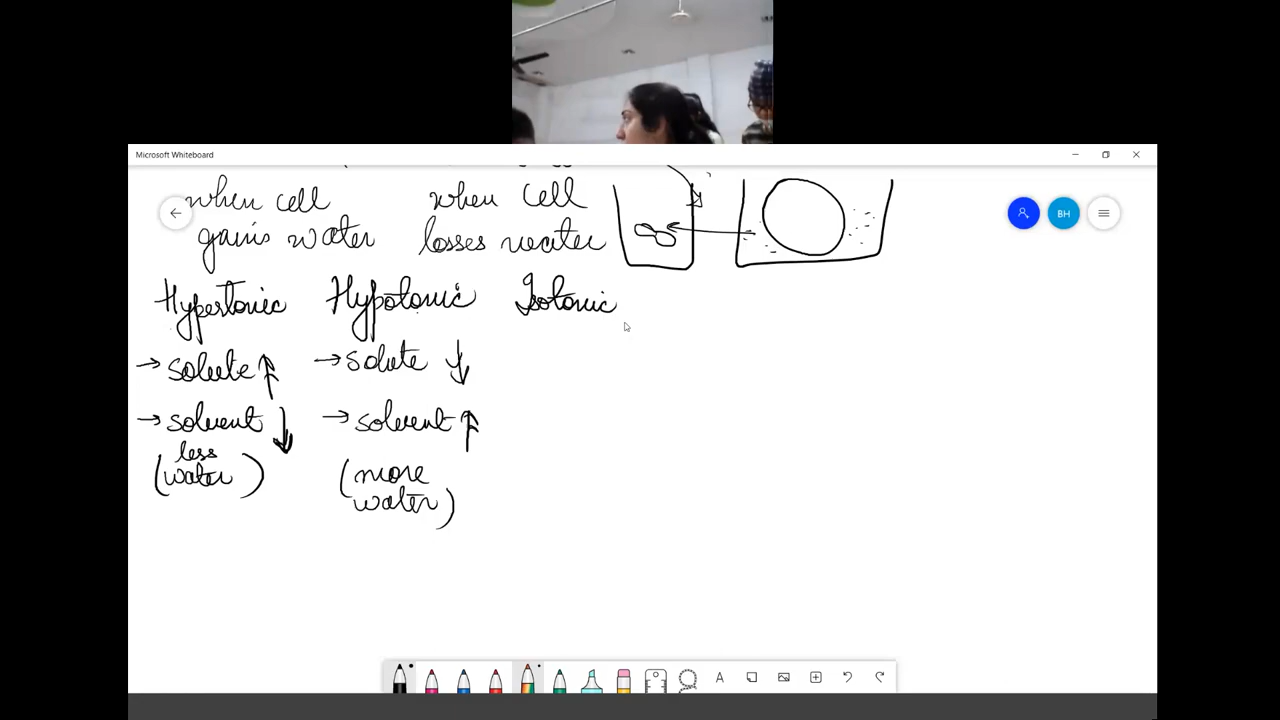 Microsoft Whiteboard
when cell when cell
gains water losses water
BH
Hypertonic Hypotonic Isotonic
→ solute ↑ → solute ↓
→ solvent ↓ → solvent ↑
(less water) (more water)
A